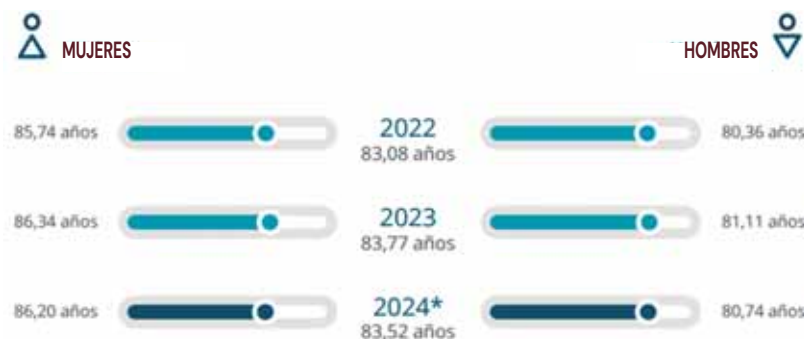 MUJERES
HOMBRES
85,74 años
2022
83,08 años
80,36 años
86,34 años
2023
83,77 años
81,11 años
86,20 años
2024*
83,52 años
80,74 años